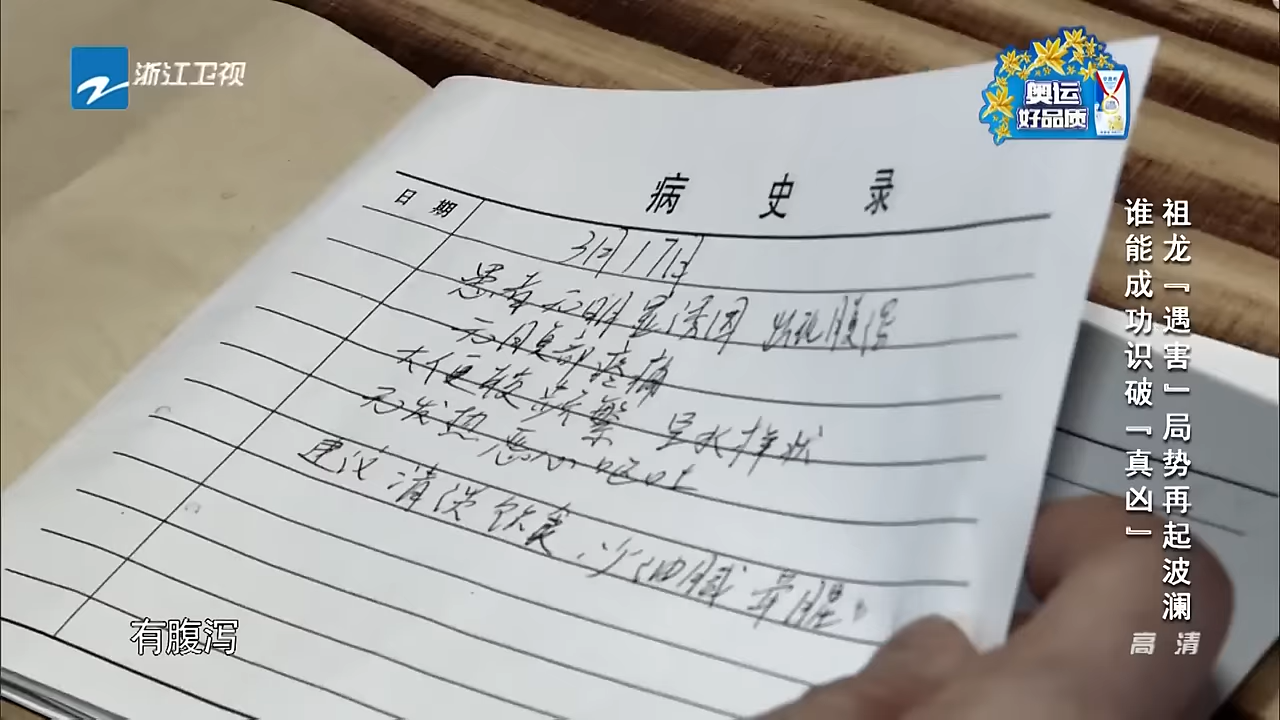 浙江卫视
奥运
好品质
病史录
日期
3月17日
患者无明显诱因 出现腹泻
无腹部疼痛
大便较频繁 呈水样状
无发热 恶心呕吐
建议清淡饮食、少油腻荤腥
祖龙『遇害』局势再起波澜
谁能成功识破『真凶』
高清
有腹泻